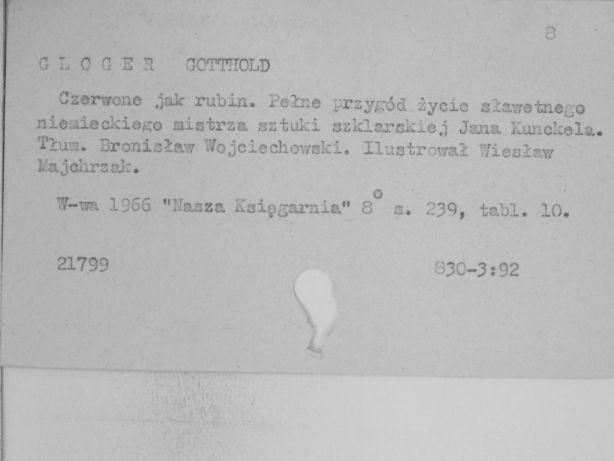 8
G L O G E R GOTTHOLD
Czerwone jak rubin. Pełne przygód życie sławetnego
niemieckiego mistrza sztuki szklarskiej Jana Kunckela.
Tłum. Bronisław Wojciechowski. Ilustrował Wiesław
Majchrzak.
W-wa 1966 "Nasza Księgarnia" 8° s. 239, tabl. 10.
21799 830-3:92